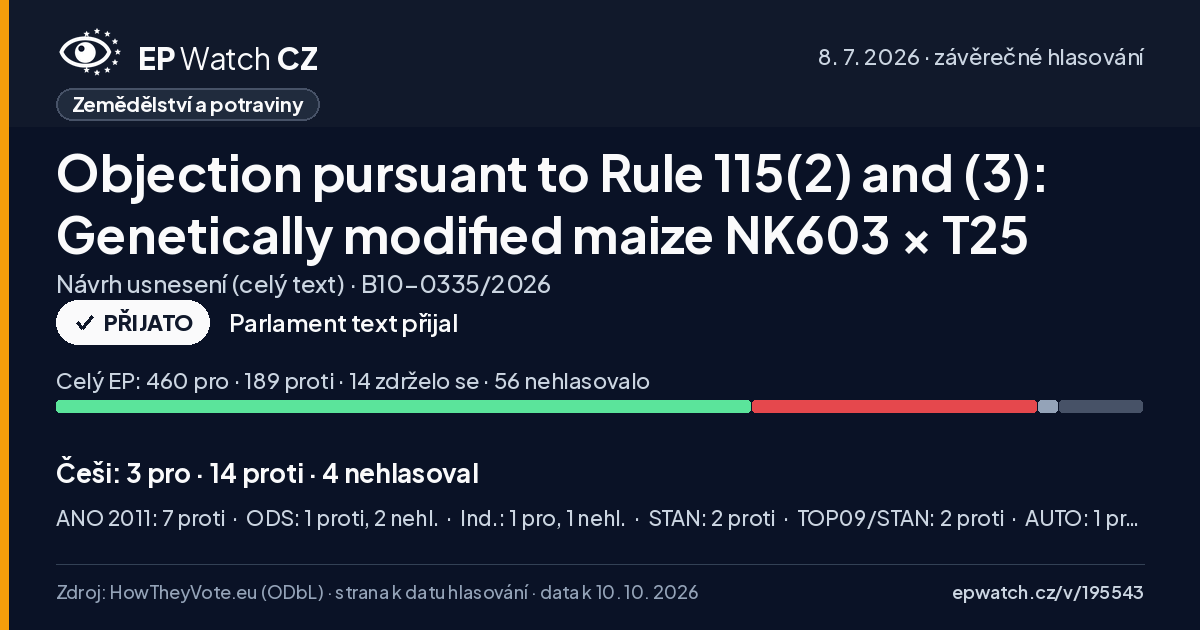 EP Watch CZ
8. 7. 2026 · závěrečné hlasování
Zemědělství a potraviny
Objection pursuant to Rule 115(2) and (3):
Genetically modified maize NK603 × T25
Návrh usnesení (celý text) · B10-0335/2026
✓ PŘIJATO Parlament text přijal
Celý EP: 460 pro · 189 proti · 14 zdrželo se · 56 nehlasovalo
Češi: 3 pro · 14 proti · 4 nehlasoval
ANO 2011: 7 proti · ODS: 1 proti, 2 nehl. · Ind.: 1 pro, 1 nehl. · STAN: 2 proti · TOP09/STAN: 2 proti · AUTO: 1 pr…
Zdroj: HowTheyVote.eu (ODbL) · strana k datu hlasování · data k 10. 10. 2026
epwatch.cz/v/195543